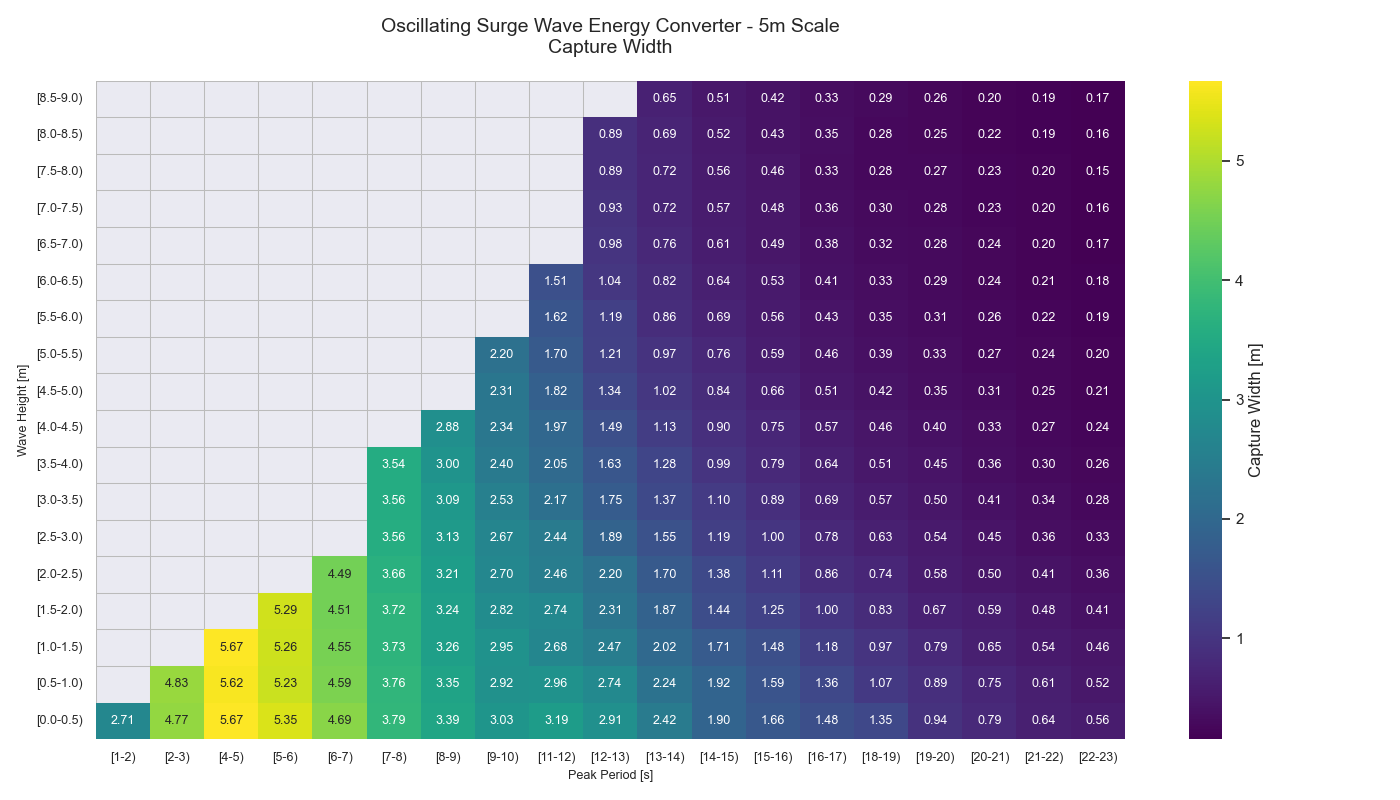 Oscillating Surge Wave Energy Converter - 5m Scale
Capture Width
[8.5-9.0) 0.65 0.51 0.42 0.33 0.29 0.26 0.20 0.19 0.17
[8.0-8.5) 0.89 0.69 0.52 0.43 0.35 0.28 0.25 0.22 0.19 0.16
[7.5-8.0) 0.89 0.72 0.56 0.46 0.33 0.28 0.27 0.23 0.20 0.15
[7.0-7.5) 0.93 0.72 0.57 0.48 0.36 0.30 0.28 0.23 0.20 0.16
[6.5-7.0) 0.98 0.76 0.61 0.49 0.38 0.32 0.28 0.24 0.20 0.17
[6.0-6.5) 1.51 1.04 0.82 0.64 0.53 0.41 0.33 0.29 0.24 0.21 0.18
[5.5-6.0) 1.62 1.19 0.86 0.69 0.56 0.43 0.35 0.31 0.26 0.22 0.19
[5.0-5.5) 2.20 1.70 1.21 0.97 0.76 0.59 0.46 0.39 0.33 0.27 0.24 0.20
[4.5-5.0) 2.31 1.82 1.34 1.02 0.84 0.66 0.51 0.42 0.35 0.31 0.25 0.21
[4.0-4.5) 2.88 2.34 1.97 1.49 1.13 0.90 0.75 0.57 0.46 0.40 0.33 0.27 0.24
[3.5-4.0) 3.54 3.00 2.40 2.05 1.63 1.28 0.99 0.79 0.64 0.51 0.45 0.36 0.30 0.26
[3.0-3.5) 3.56 3.09 2.53 2.17 1.75 1.37 1.10 0.89 0.69 0.57 0.50 0.41 0.34 0.28
[2.5-3.0) 3.56 3.13 2.67 2.44 1.89 1.55 1.19 1.00 0.78 0.63 0.54 0.45 0.36 0.33
[2.0-2.5) 4.49 3.66 3.21 2.70 2.46 2.20 1.70 1.38 1.11 0.86 0.74 0.58 0.50 0.41 0.36
[1.5-2.0) 5.29 4.51 3.72 3.24 2.82 2.74 2.31 1.87 1.44 1.25 1.00 0.83 0.67 0.59 0.48 0.41
[1.0-1.5) 5.67 5.26 4.55 3.73 3.26 2.95 2.68 2.47 2.02 1.71 1.48 1.18 0.97 0.79 0.65 0.54 0.46
[0.5-1.0) 4.83 5.62 5.23 4.59 3.76 3.35 2.92 2.96 2.74 2.24 1.92 1.59 1.36 1.07 0.89 0.75 0.61 0.52
[0.0-0.5) 2.71 4.77 5.67 5.35 4.69 3.79 3.39 3.03 3.19 2.91 2.42 1.90 1.66 1.48 1.35 0.94 0.79 0.64 0.56
[1-2) [2-3) [4-5) [5-6) [6-7) [7-8) [8-9) [9-10) [11-12) [12-13) [13-14) [14-15) [15-16) [16-17) [18-19) [19-20) [20-21) [21-22) [22-23)
Peak Period [s]
Wave Height [m]
5
4
3
2
1
Capture Width [m]